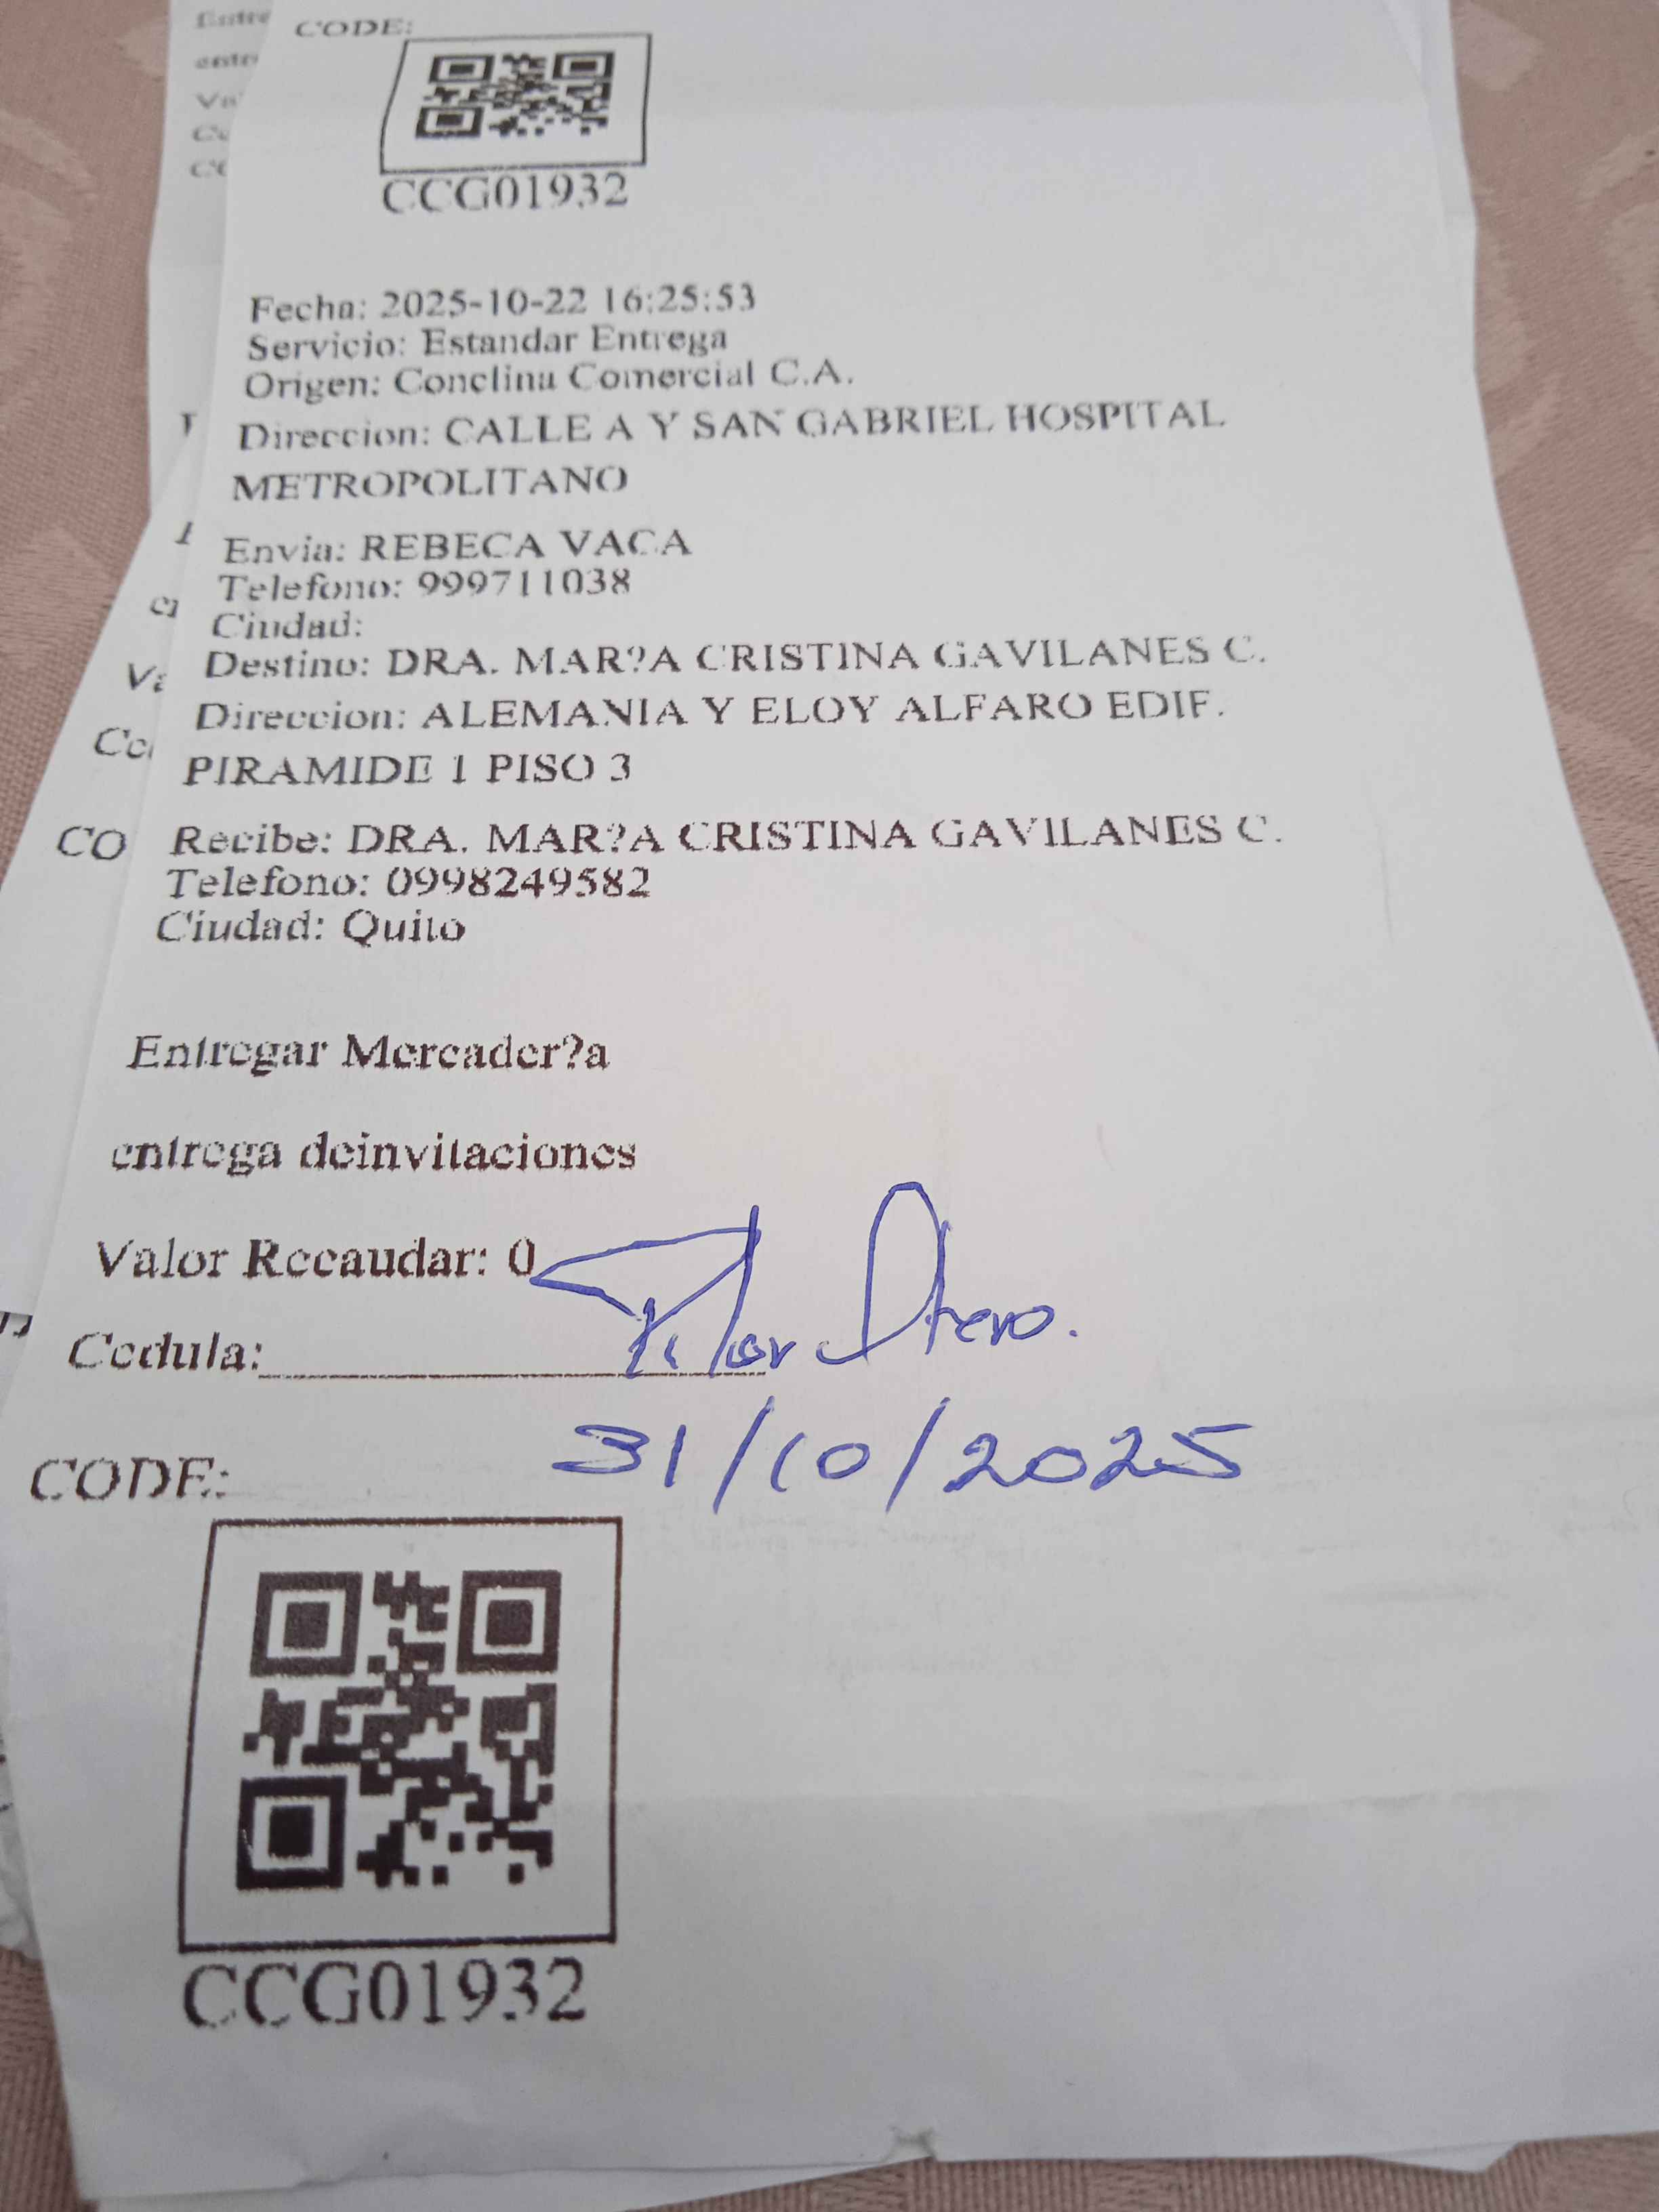 CODE:
CCG01932
Fecha: 2025-10-22 16:25:53
Servicio: Estandar Entrega
Origen: Conclina Comercial C.A.
Direccion: CALLE A Y SAN GABRIEL HOSPITAL
METROPOLITANO
Envia: REBECA VACA
Telefono: 999711038
Ciudad:
Destino: DRA. MAR?A CRISTINA GAVILANES C.
Direccion: ALEMANIA Y ELOY ALFARO EDIF.
PIRAMIDE 1 PISO 3
Recibe: DRA. MAR?A CRISTINA GAVILANES C.
Telefono: 0998249582
Ciudad: Quito
Entregar Mercader?a
entrega deinvitaciones
Valor Recaudar: 0
Pilar Otero.
Cedula:
31/10/2025
CODE:
CCG01932